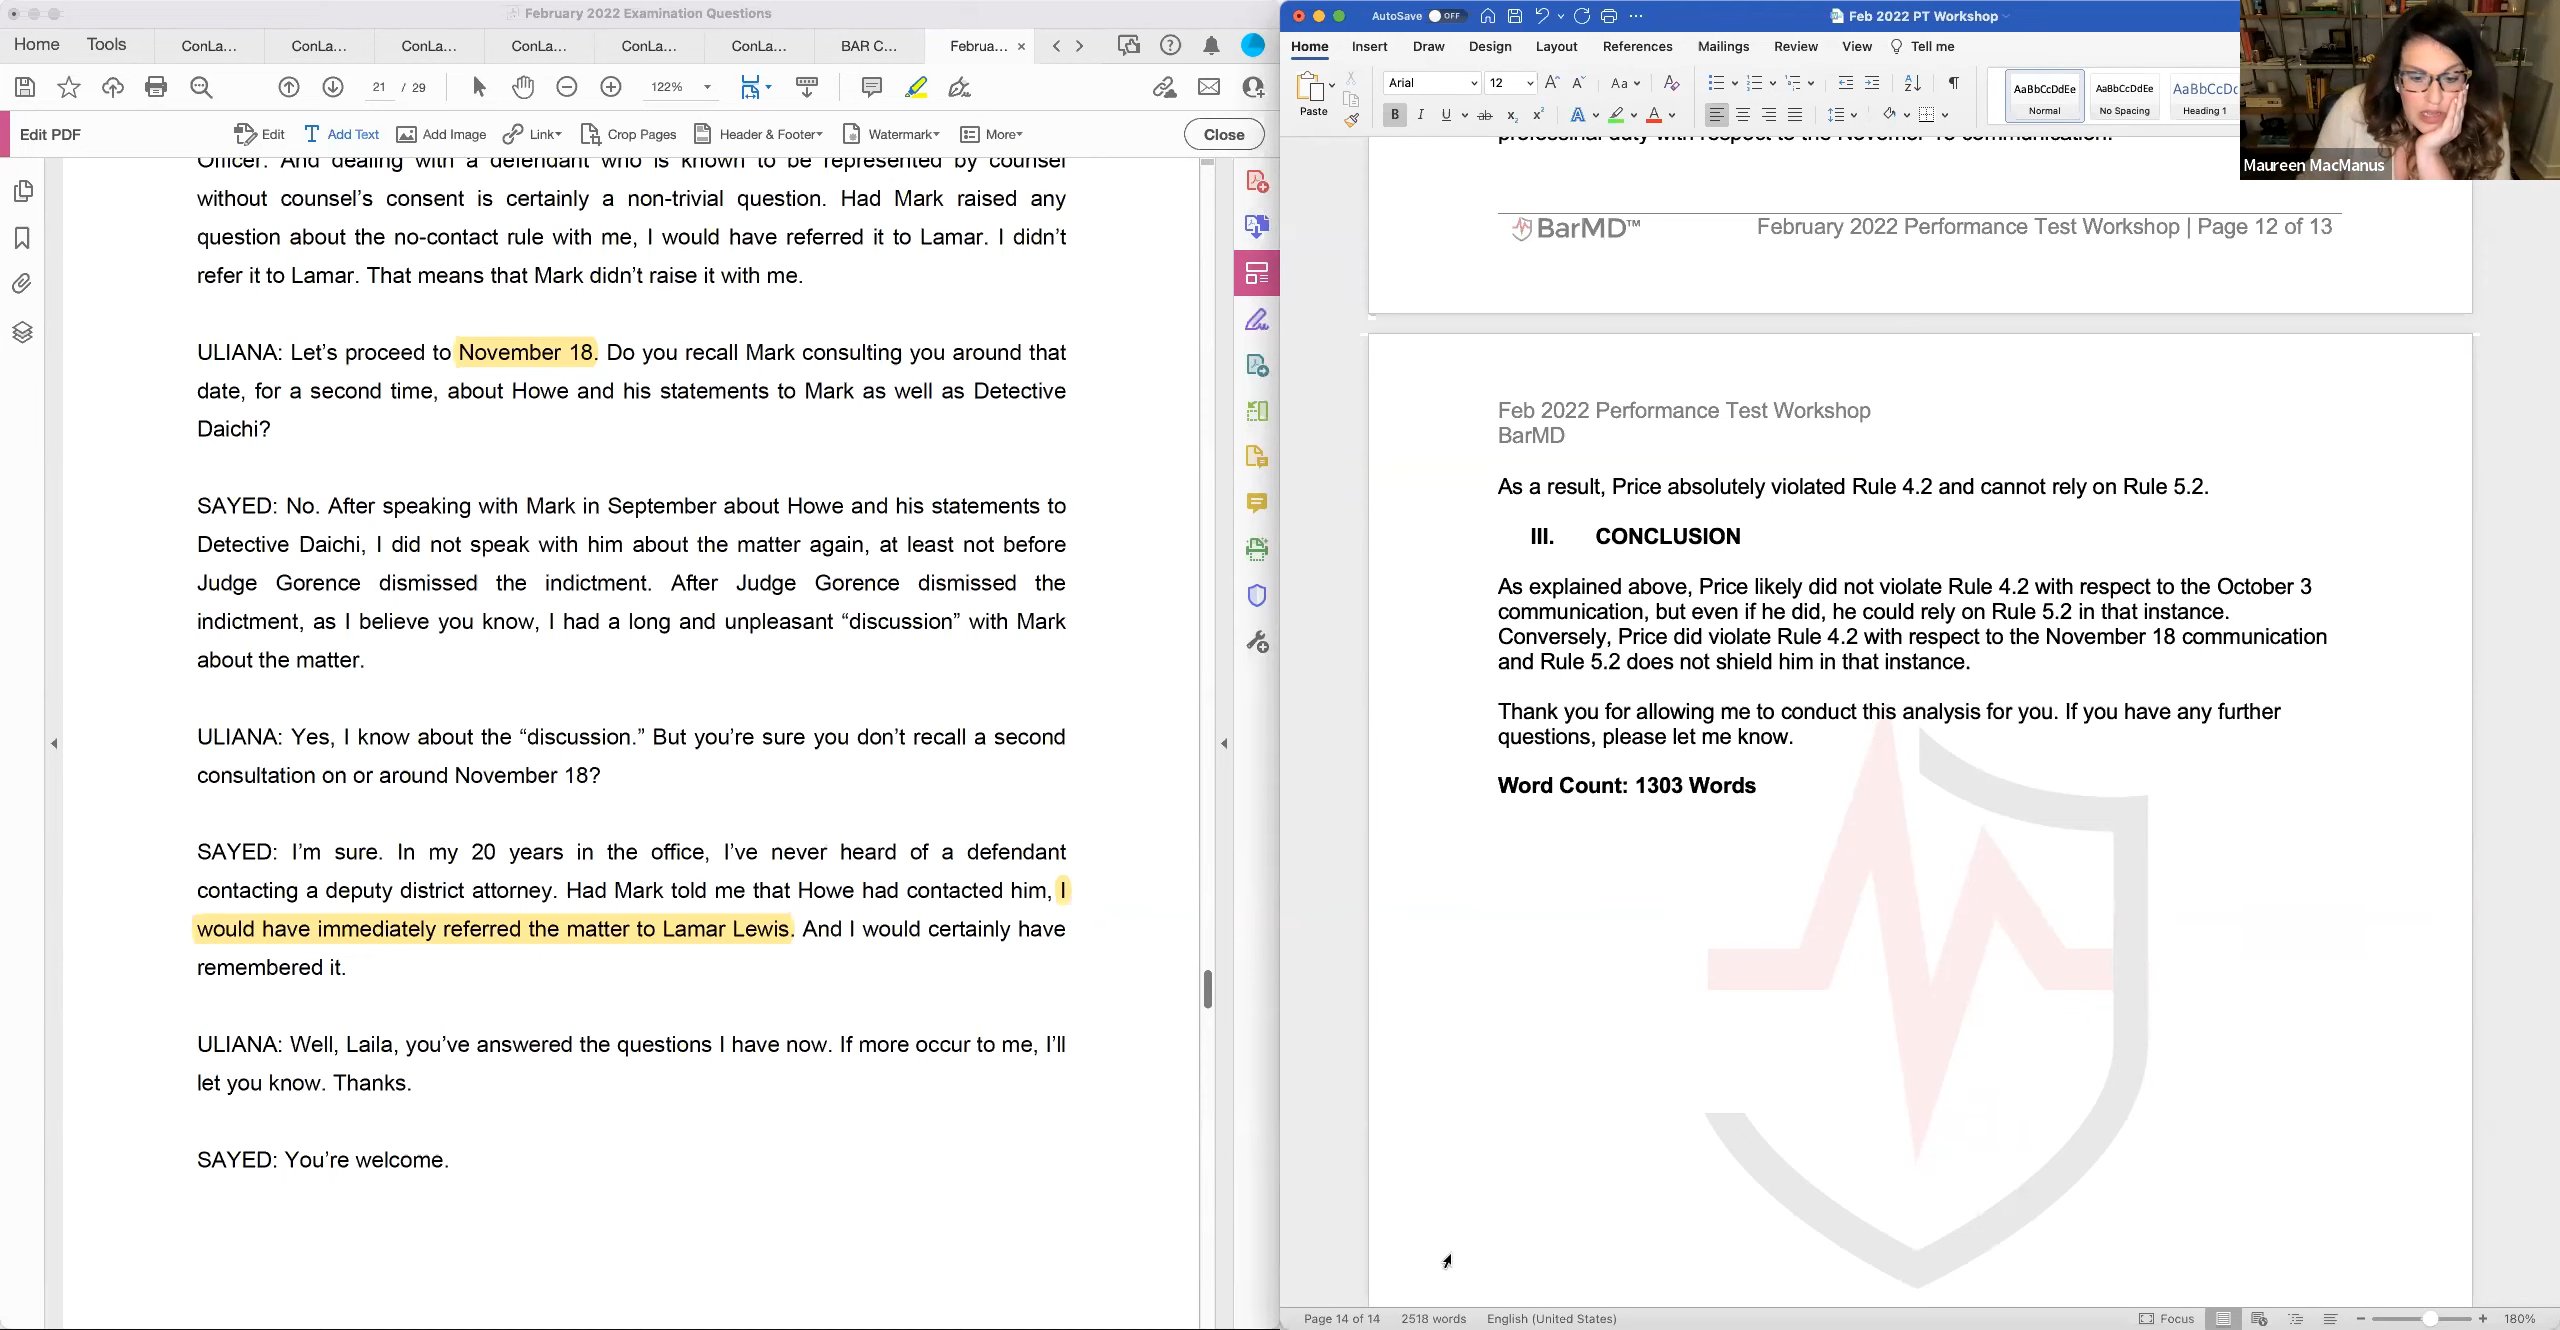 February 2022 Examination Questions
Home Tools ConLa... ConLa... ConLa... ConLa... ConLa... ConLa... BAR C... Februa... ×
21 / 29 122%
Edit PDF Edit Add Text Add Image Link Crop Pages Header & Footer Watermark More Close
Officer. And dealing with a defendant who is known to be represented by counsel
without counsel's consent is certainly a non-trivial question. Had Mark raised any
question about the no-contact rule with me, I would have referred it to Lamar. I didn't
refer it to Lamar. That means that Mark didn't raise it with me.
ULIANA: Let's proceed to November 18. Do you recall Mark consulting you around that
date, for a second time, about Howe and his statements to Mark as well as Detective
Daichi?
SAYED: No. After speaking with Mark in September about Howe and his statements to
Detective Daichi, I did not speak with him about the matter again, at least not before
Judge Gorence dismissed the indictment. After Judge Gorence dismissed the
indictment, as I believe you know, I had a long and unpleasant “discussion” with Mark
about the matter.
ULIANA: Yes, I know about the “discussion.” But you're sure you don't recall a second
consultation on or around November 18?
SAYED: I'm sure. In my 20 years in the office, I've never heard of a defendant
contacting a deputy district attorney. Had Mark told me that Howe had contacted him, I
would have immediately referred the matter to Lamar Lewis. And I would certainly have
remembered it.
ULIANA: Well, Laila, you've answered the questions I have now. If more occur to me, I'll
let you know. Thanks.
SAYED: You're welcome.
AutoSave OFF Feb 2022 PT Workshop
Home Insert Draw Design Layout References Mailings Review View Tell me
Paste Arial 12 Aa
AaBbCcDdEe AaBbCcDdEe AaBbCcDc
Normal No Spacing Heading 1
Maureen MacManus
BarMD™ February 2022 Performance Test Workshop | Page 12 of 13
Feb 2022 Performance Test Workshop
BarMD
As a result, Price absolutely violated Rule 4.2 and cannot rely on Rule 5.2.
III. CONCLUSION
As explained above, Price likely did not violate Rule 4.2 with respect to the October 3
communication, but even if he did, he could rely on Rule 5.2 in that instance.
Conversely, Price did violate Rule 4.2 with respect to the November 18 communication
and Rule 5.2 does not shield him in that instance.
Thank you for allowing me to conduct this analysis for you. If you have any further
questions, please let me know.
Word Count: 1303 Words
Page 14 of 14 2518 words English (United States) Focus 180%